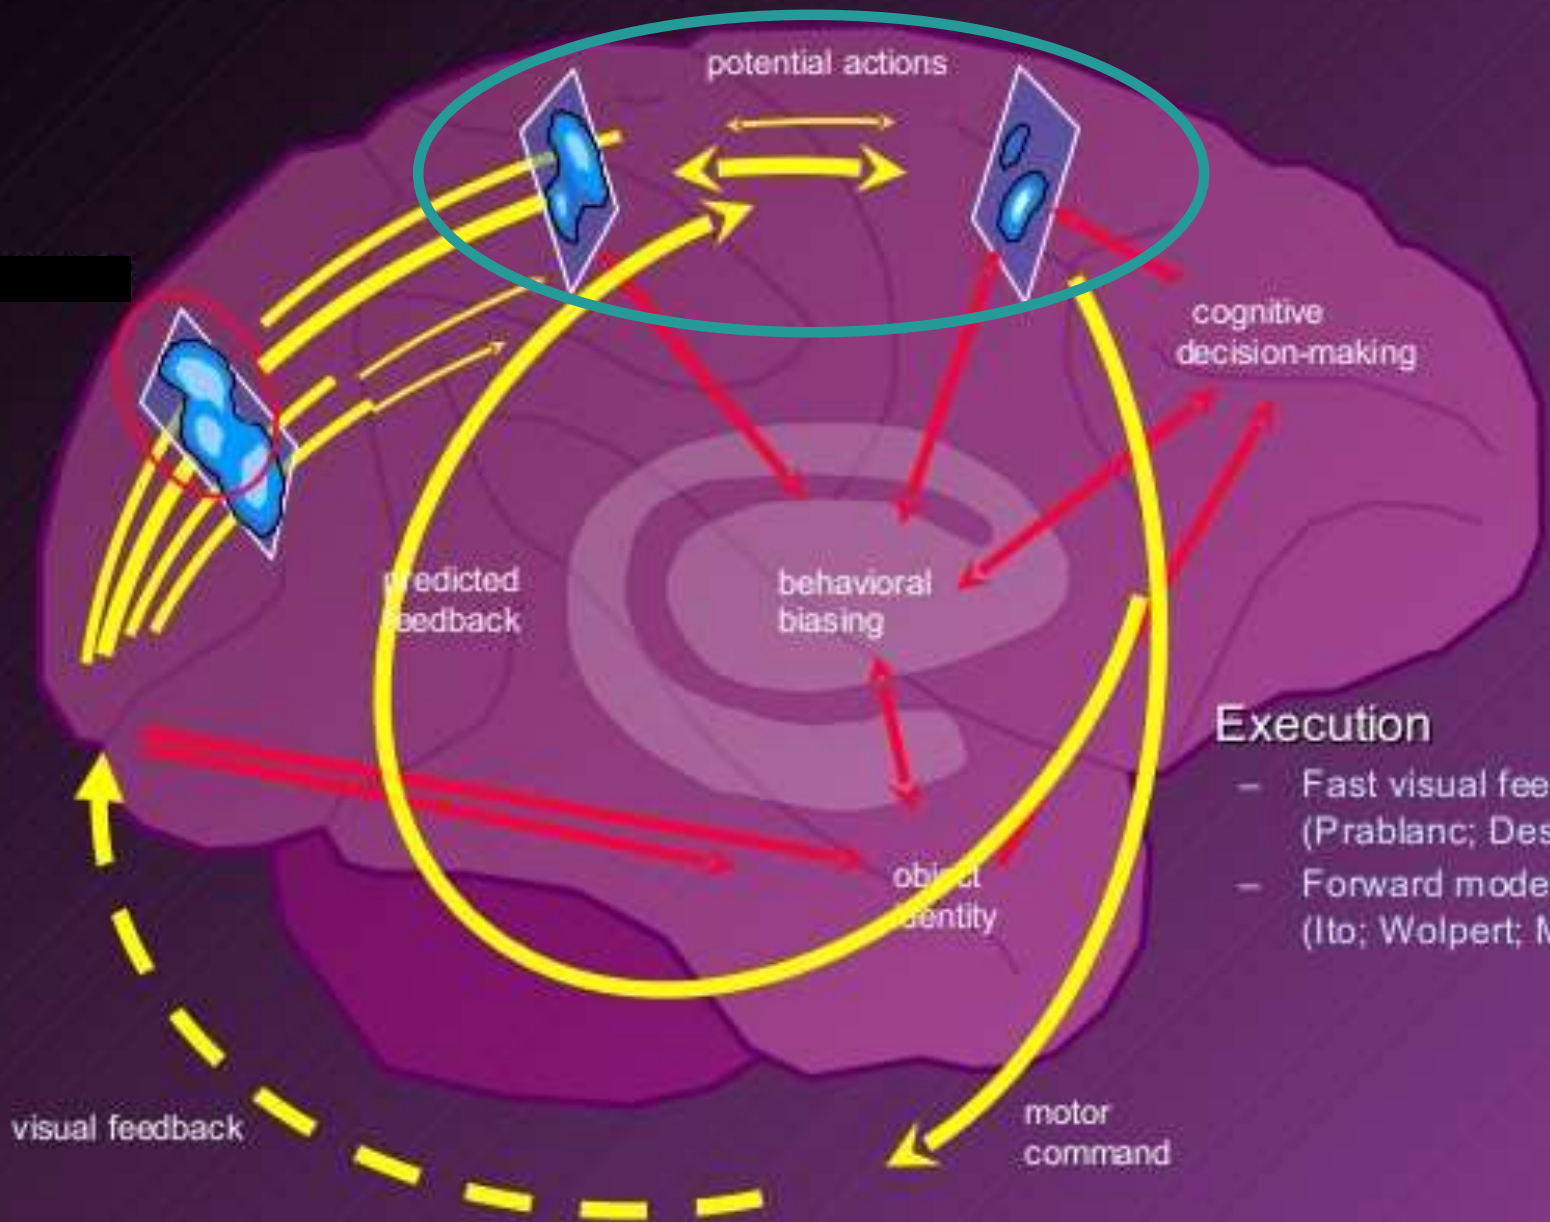 potential actions
cognitive
decision-making
predicted
feedback
behavioral
biasing
Execution
– Fast visual fee
(Prablanc; Des
– Forward mode
(Ito; Wolpert; M
object
identity
visual feedback
motor
command